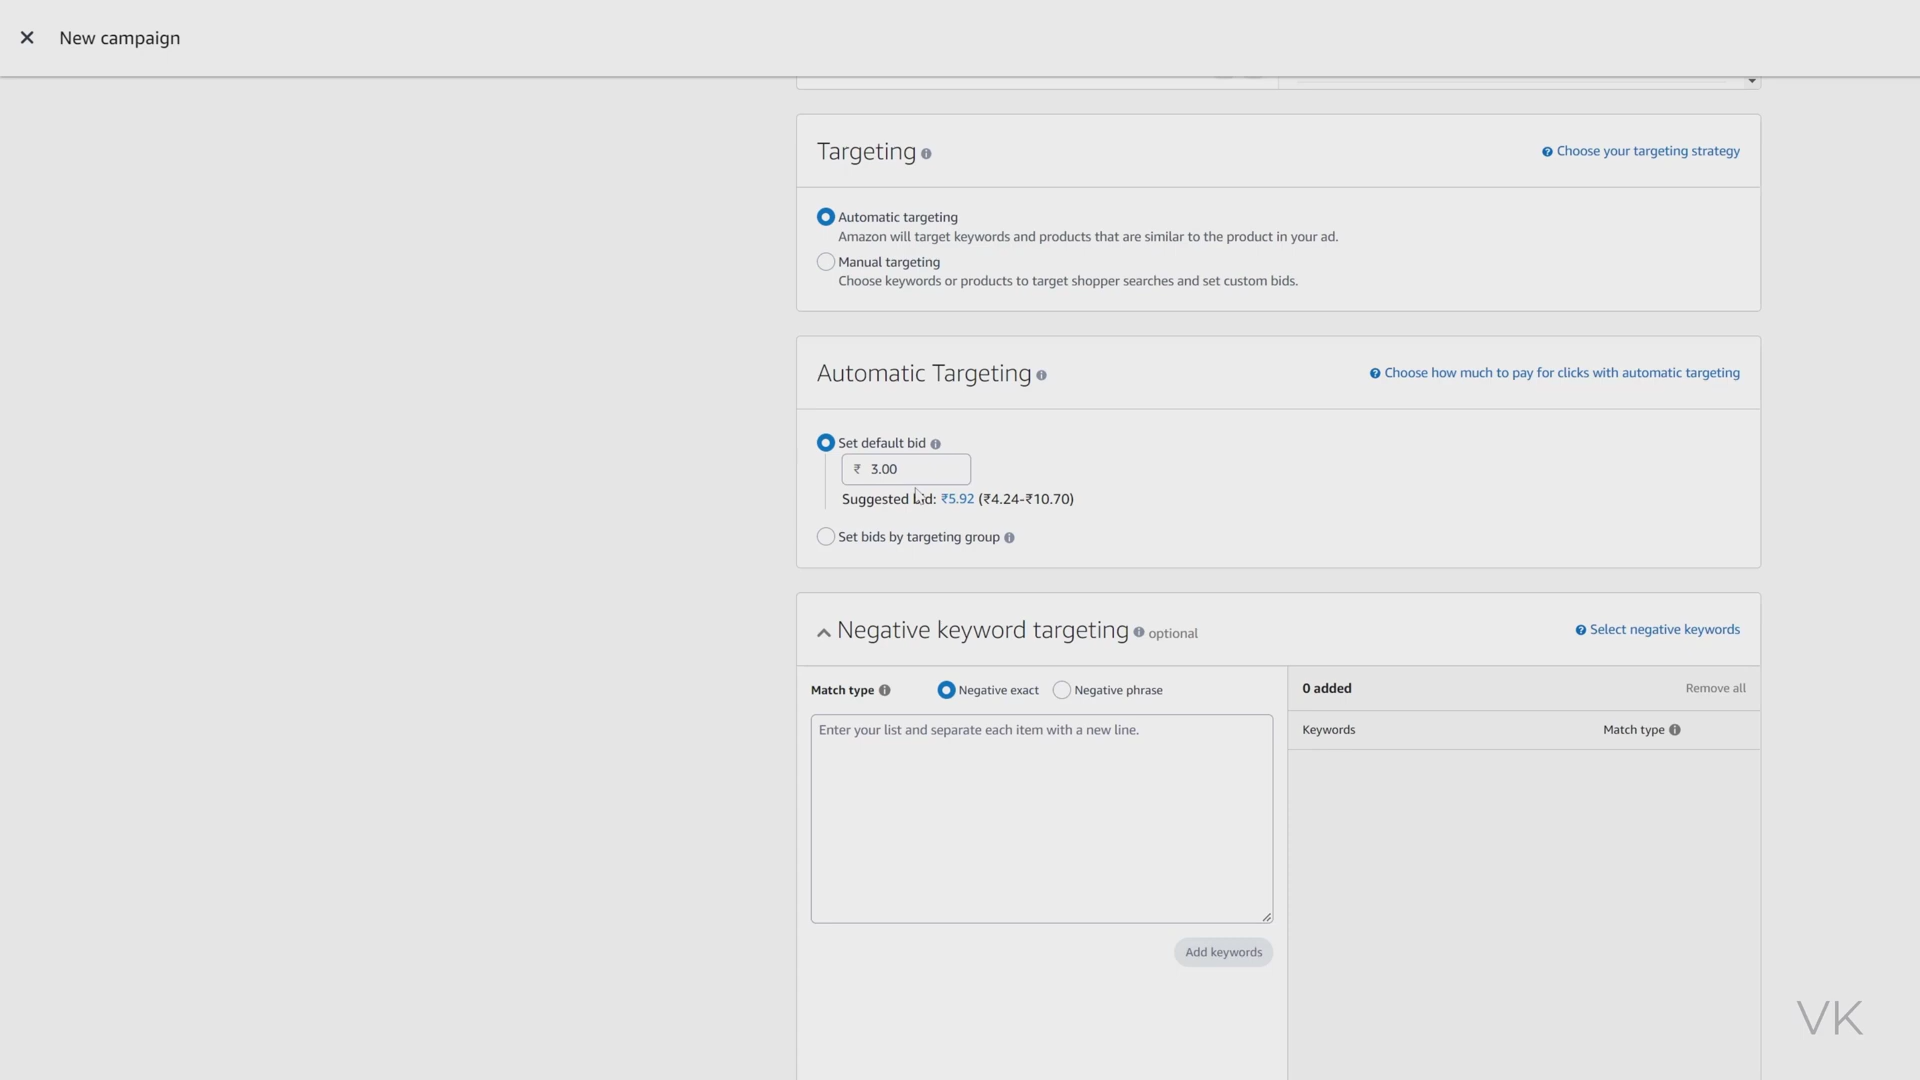 New campaign
Targeting
Choose your targeting strategy
Automatic targeting
Amazon will target keywords and products that are similar to the product in your ad.
Manual targeting
Choose keywords or products to target shopper searches and set custom bids.
Automatic Targeting
Choose how much to pay for clicks with automatic targeting
Set default bid
₹ 3.00
Suggested bid: ₹5.92 (₹4.24-₹10.70)
Set bids by targeting group
Negative keyword targeting optional
Select negative keywords
Match type Negative exact Negative phrase
0 added Remove all
Enter your list and separate each item with a new line.
Keywords Match type
Add keywords
VK